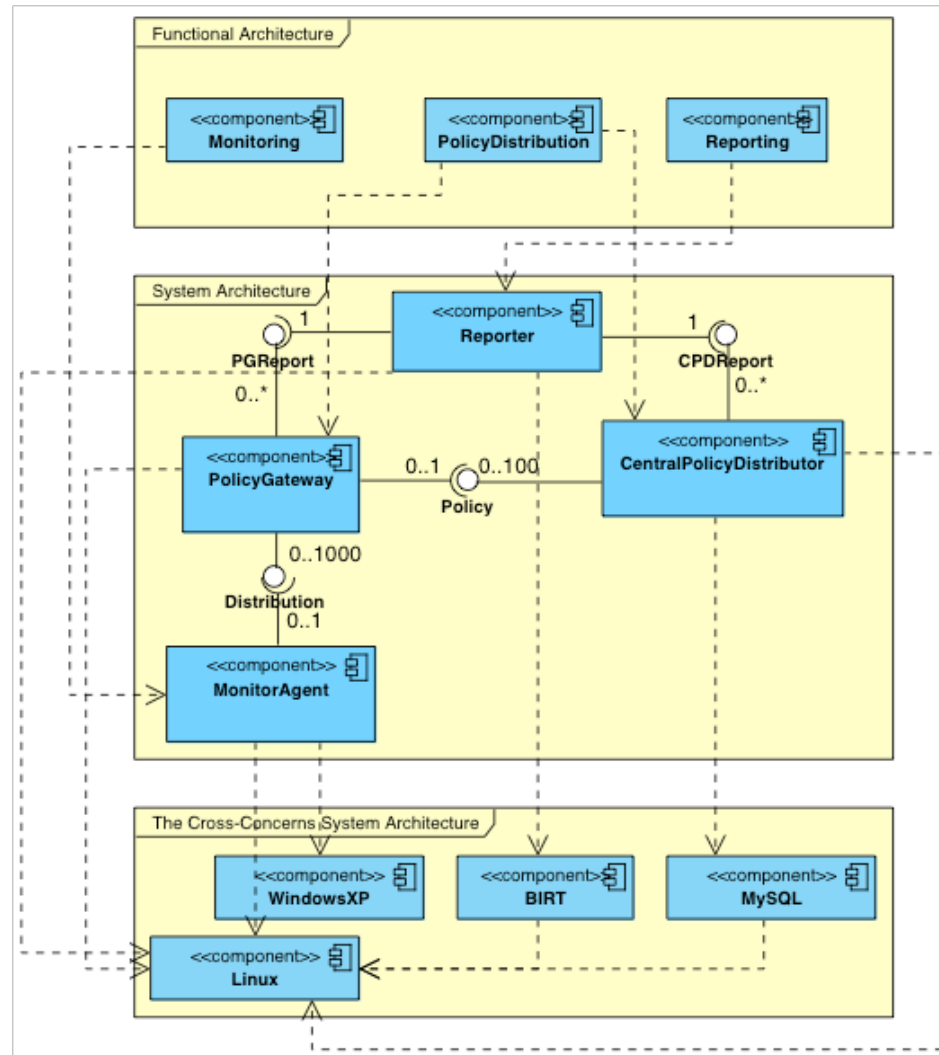 Functional Architecture
<<component>>
Monitoring
<<component>>
PolicyDistribution
<<component>>
Reporting
System Architecture
<<component>>
Reporter
1
PGReport
0..*
1
CPDReport
0..*
<<component>>
PolicyGateway
0..1
0..100
Policy
<<component>>
CentralPolicyDistributor
0..1000
Distribution
0..1
<<component>>
MonitorAgent
The Cross-Concerns System Architecture
<<component>>
WindowsXP
<<component>>
BIRT
<<component>>
MySQL
<<component>>
Linux